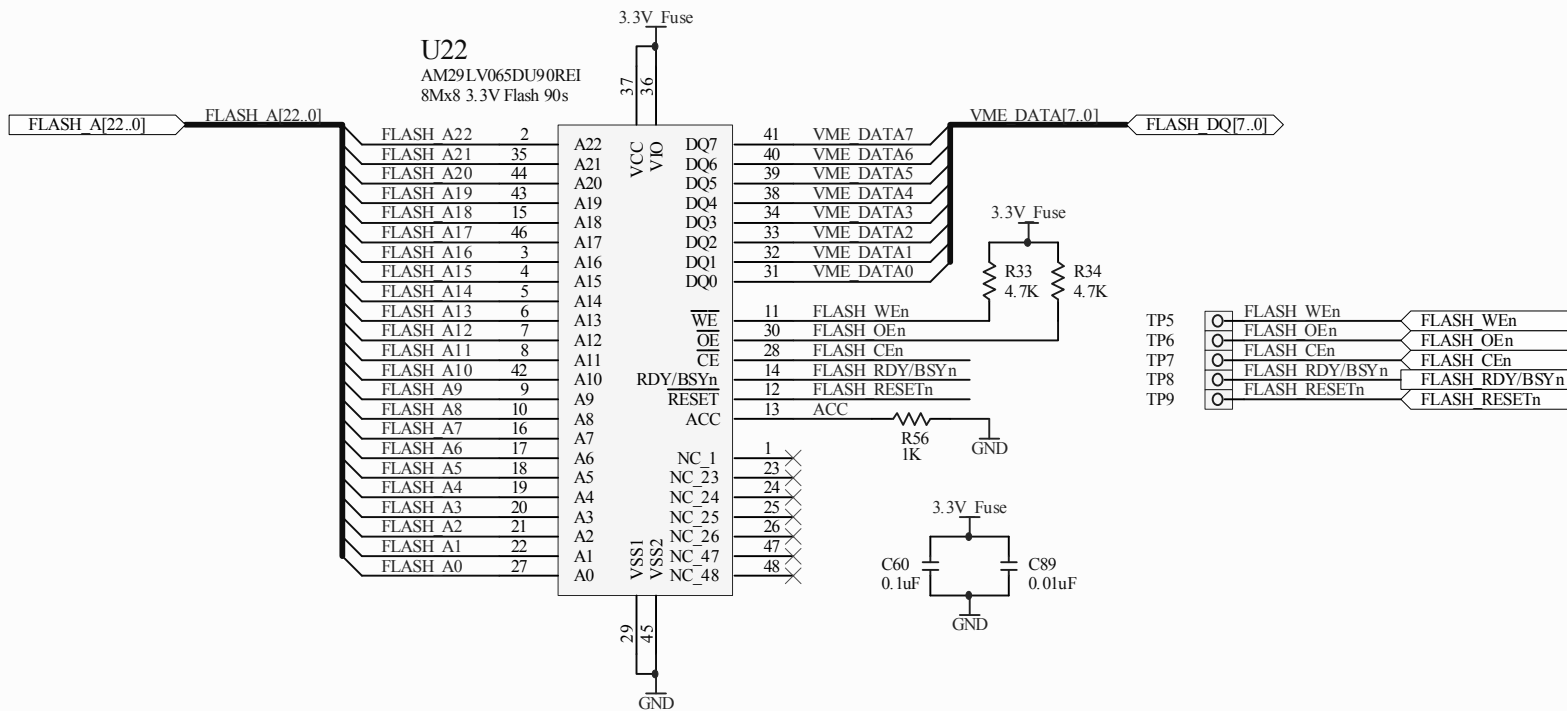 3.3V_Fuse
U22
AM29LV065DU90REI
8Mx8 3.3V Flash 90s
37
36
FLASH_A[22..0]
FLASH_A[22..0]
VME_DATA[7..0]
FLASH_DQ[7..0]
VCC
VIO
FLASH_A22 2 A22 DQ7 41 VME_DATA7
FLASH_A21 35 A21 DQ6 40 VME_DATA6
FLASH_A20 44 A20 DQ5 39 VME_DATA5
FLASH_A19 43 A19 DQ4 38 VME_DATA4
FLASH_A18 15 A18 DQ3 34 VME_DATA3
FLASH_A17 46 A17 DQ2 33 VME_DATA2
FLASH_A16 3 A16 DQ1 32 VME_DATA1
FLASH_A15 4 A15 DQ0 31 VME_DATA0
FLASH_A14 5 A14
FLASH_A13 6 A13 WE 11 FLASH_WEn
FLASH_A12 7 A12 OE 30 FLASH_OEn
FLASH_A11 8 A11 CE 28 FLASH_CEn
FLASH_A10 42 A10 RDY/BSYn 14 FLASH_RDY/BSYn
FLASH_A9 9 A9 RESET 12 FLASH_RESETn
FLASH_A8 10 A8 ACC 13 ACC
FLASH_A7 16 A7
FLASH_A6 17 A6 NC_1 1
FLASH_A5 18 A5 NC_23 23
FLASH_A4 19 A4 NC_24 24
FLASH_A3 20 A3 NC_25 25
FLASH_A2 21 A2 NC_26 26
FLASH_A1 22 A1 NC_47 47
FLASH_A0 27 A0 NC_48 48
VSS1
VSS2
29
45
GND
3.3V_Fuse
R33
4.7K
R34
4.7K
R56
1K
GND
3.3V_Fuse
C60
0.1uF
C89
0.01uF
GND
TP5 FLASH_WEn FLASH_WEn
TP6 FLASH_OEn FLASH_OEn
TP7 FLASH_CEn FLASH_CEn
TP8 FLASH_RDY/BSYn FLASH_RDY/BSYn
TP9 FLASH_RESETn FLASH_RESETn